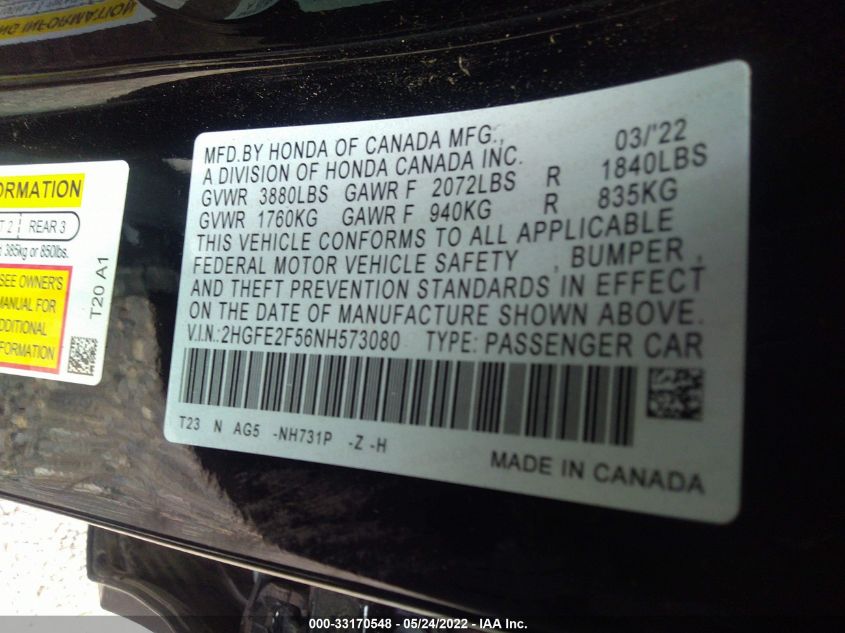 ORMATION
T 2 REAR 3
385kg or 850lbs.
SEE OWNER'S
MANUAL FOR
ADDITIONAL
FORMATION
T20 A1
MFD.BY HONDA OF CANADA MFG., 03/'22
A DIVISION OF HONDA CANADA INC.
GVWR 3880LBS GAWR F 2072LBS R 1840LBS
GVWR 1760KG GAWR F 940KG R 835KG
THIS VEHICLE CONFORMS TO ALL APPLICABLE
FEDERAL MOTOR VEHICLE SAFETY , BUMPER ,
AND THEFT PREVENTION STANDARDS IN EFFECT
ON THE DATE OF MANUFACTURE SHOWN ABOVE.
V.I.N.:2HGFE2F56NH573080 TYPE: PASSENGER CAR
T23 N AG5 -NH731P -Z -H
MADE IN CANADA
000-33170548 - 05/24/2022 - IAA Inc.